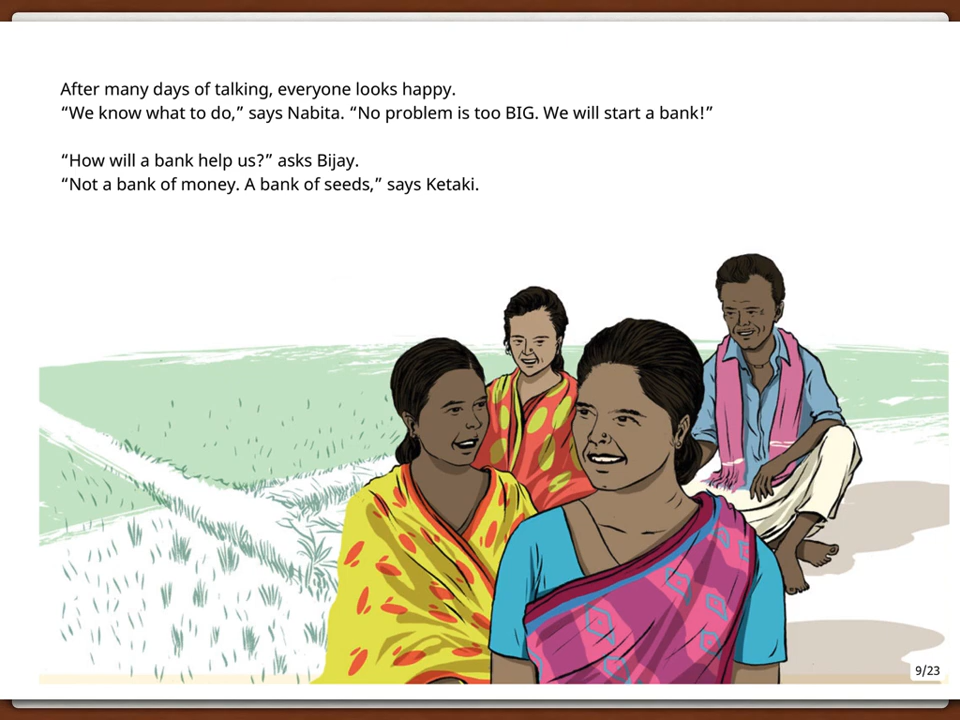 After many days of talking, everyone looks happy.
“We know what to do,” says Nabita. “No problem is too BIG. We will start a bank!”
“How will a bank help us?” asks Bijay.
“Not a bank of money. A bank of seeds,” says Ketaki.
9/23